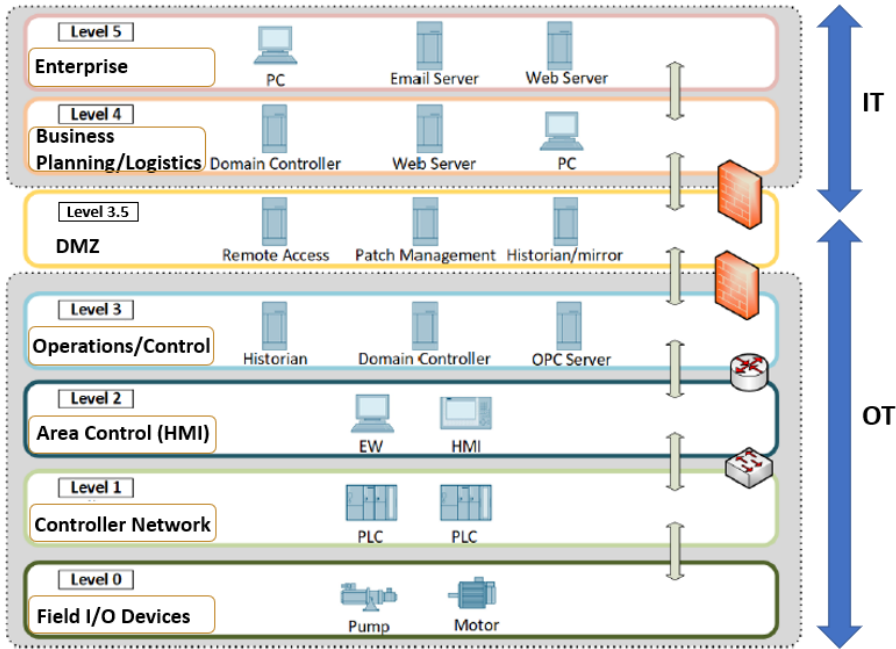 Level 5
Enterprise
PC
Email Server
Web Server
IT
Level 4
Business
Planning/Logistics
Domain Controller
Web Server
PC
Level 3.5
DMZ
Remote Access
Patch Management
Historian/mirror
Level 3
Operations/Control
Historian
Domain Controller
OPC Server
Level 2
Area Control (HMI)
EW
HMI
OT
Level 1
Controller Network
PLC
PLC
Level 0
Field I/O Devices
Pump
Motor